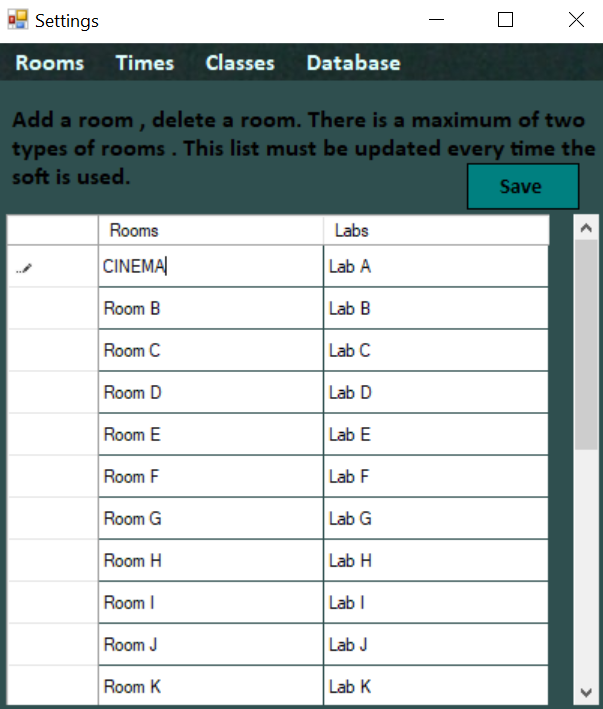 Settings
Rooms Times Classes Database
Add a room , delete a room. There is a maximum of two
types of rooms . This list must be updated every time the
soft is used.
Save
Rooms Labs
CINEMA Lab A
Room B Lab B
Room C Lab C
Room D Lab D
Room E Lab E
Room F Lab F
Room G Lab G
Room H Lab H
Room I Lab I
Room J Lab J
Room K Lab K